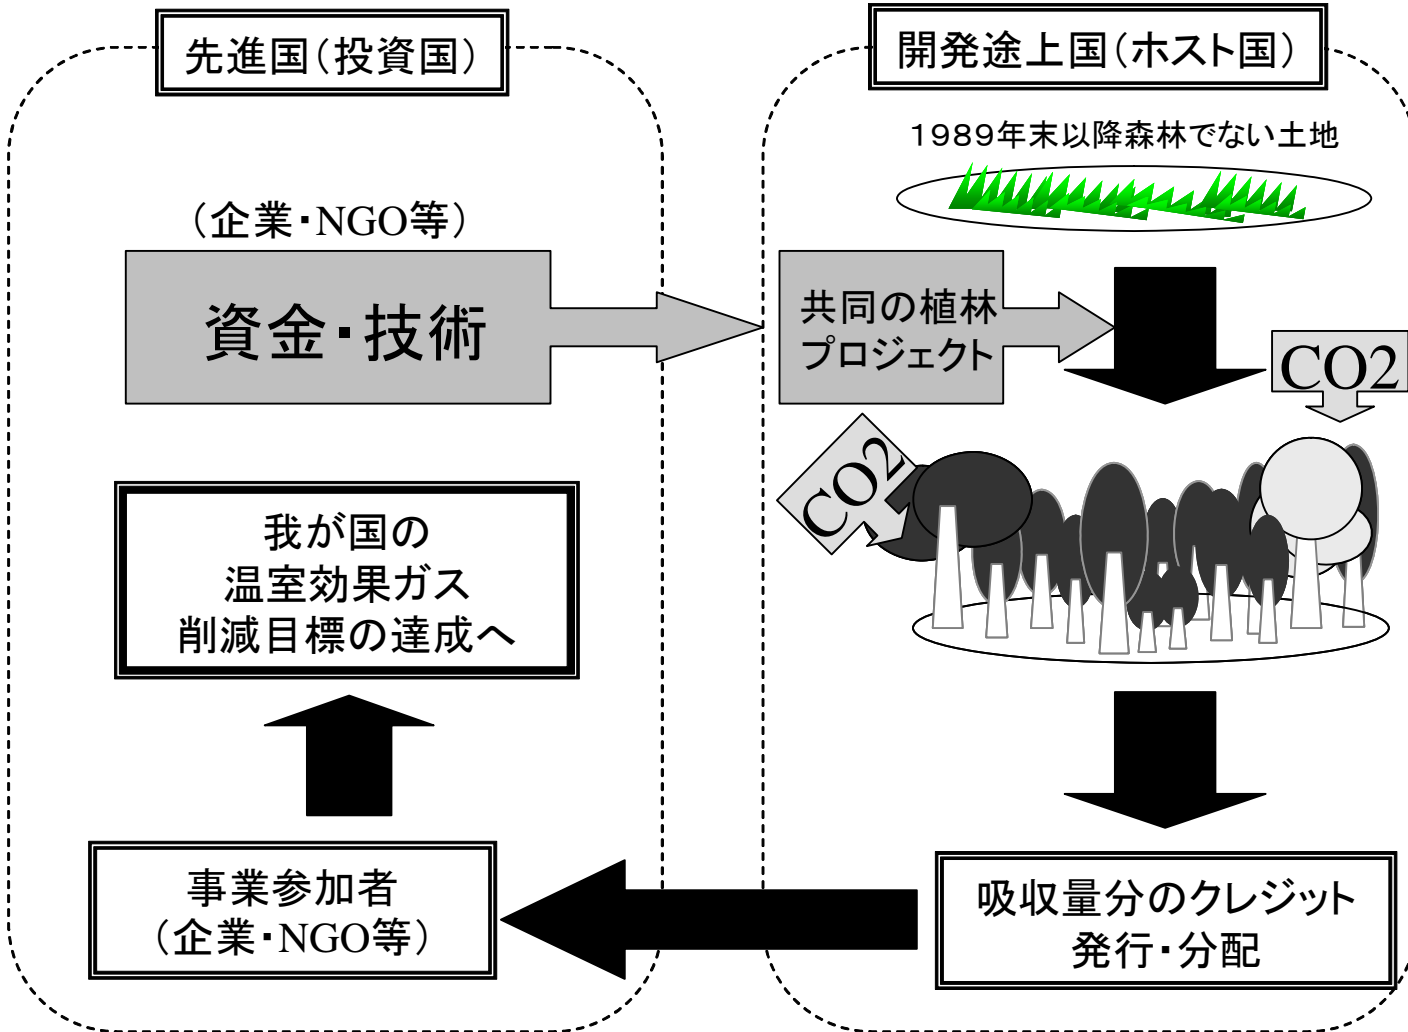 先進国(投資国)
開発途上国(ホスト国)
1989年末以降森林でない土地
(企業・NGO等)
資金・技術
共同の植林
プロジェクト
CO2
CO2
我が国の
温室効果ガス
削減目標の達成へ
事業参加者
(企業・NGO等)
吸収量分のクレジット
発行・分配